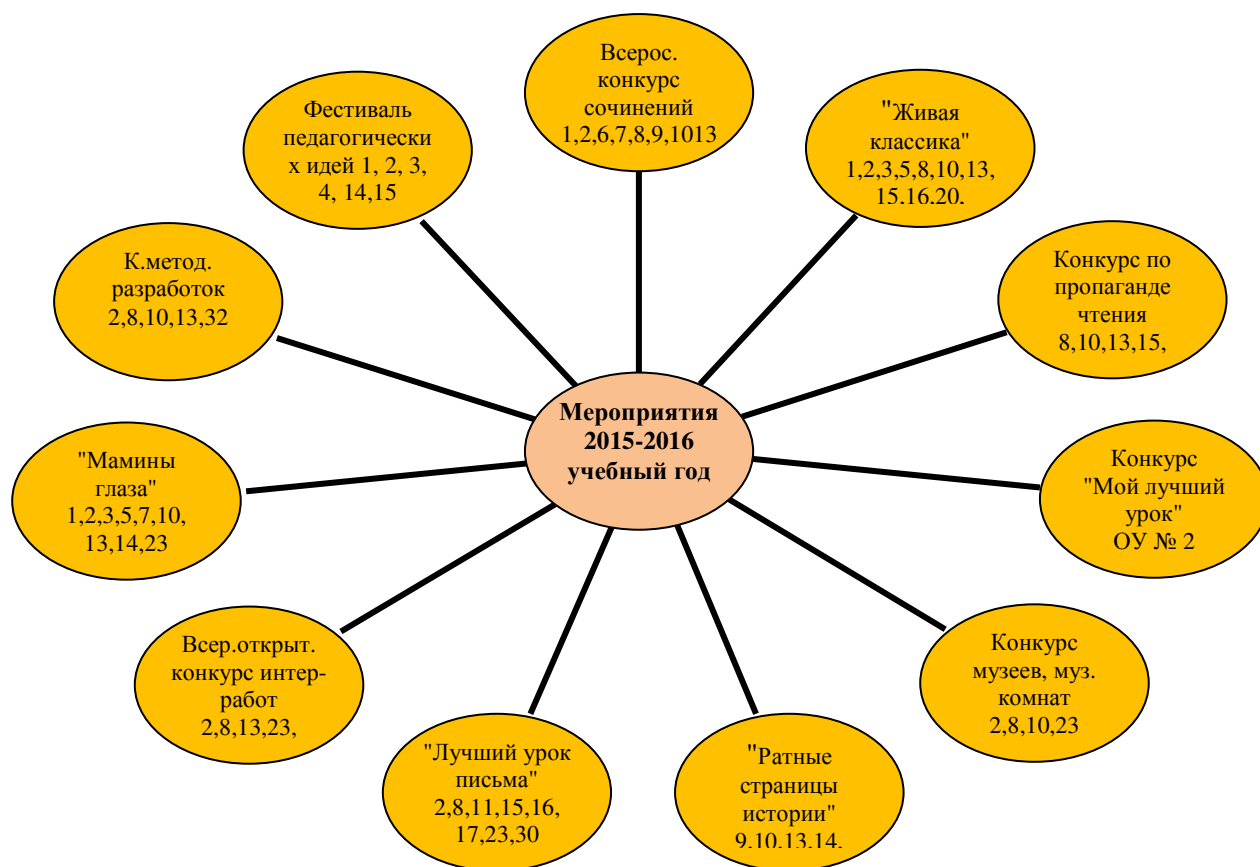 Всерос.
конкурс
сочинений
1,2,6,7,8,9,1013
"Живая
классика"
1,2,3,5,8,10,13,
15,16,20,
Конкурс по
пропаганде
чтения
8,10,13,15,
Конкурс
"Мой лучший
урок"
ОУ № 2
Конкурс
музеев, муз.
комнат
2,8,10,23
"Ратные
страницы
истории"
9,10,13,14,
"Лучший урок
письма"
2,8,11,15,16,
17,23,30
Всер.открыт.
конкурс интер-
работ
2,8,13,23,
"Мамины
глаза"
1,2,3,5,7,10,
13,14,23
К.метод.
разработок
2,8,10,13,32
Фестиваль
педагогически
х идей 1, 2, 3,
4, 14,15
Мероприятия
2015-2016
учебный год